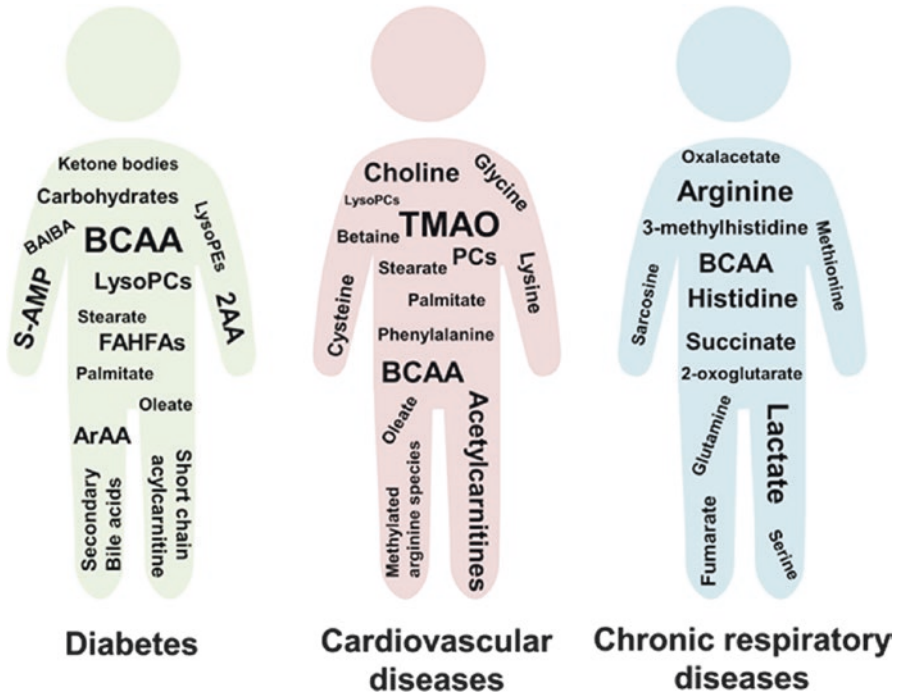 Ketone bodies
Carbohydrates
BAIBA
BCAA
LysoPEs
LysoPCs
S-AMP
2AA
Stearate
FAHFAs
Palmitate
Oleate
ArAA
Secondary
Bile acids
Short chain
acylcarnitine
Diabetes
Choline
Glycine
LysoPCs
TMAO
Betaine
PCs
Stearate
Lysine
Cysteine
Palmitate
Phenylalanine
BCAA
Oleate
Acetylcarnitines
Methylated
arginine species
Cardiovascular
diseases
Oxalacetate
Arginine
3-methylhistidine
Methionine
BCAA
Sarcosine
Histidine
Succinate
2-oxoglutarate
Glutamine
Lactate
Fumarate
Serine
Chronic respiratory
diseases